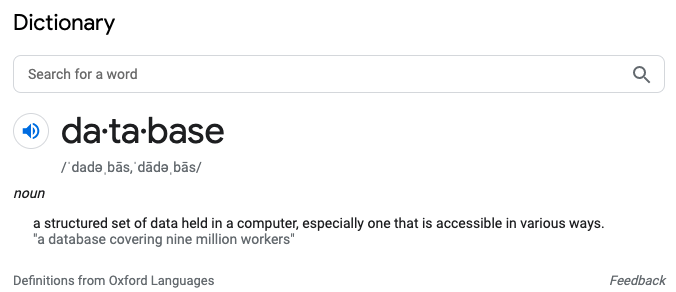 Dictionary
Search for a word
da·ta·base
/ˈdadəˌbās,ˈdādəˌbās/
noun
a structured set of data held in a computer, especially one that is accessible in various ways.
"a database covering nine million workers"
Definitions from Oxford Languages
Feedback